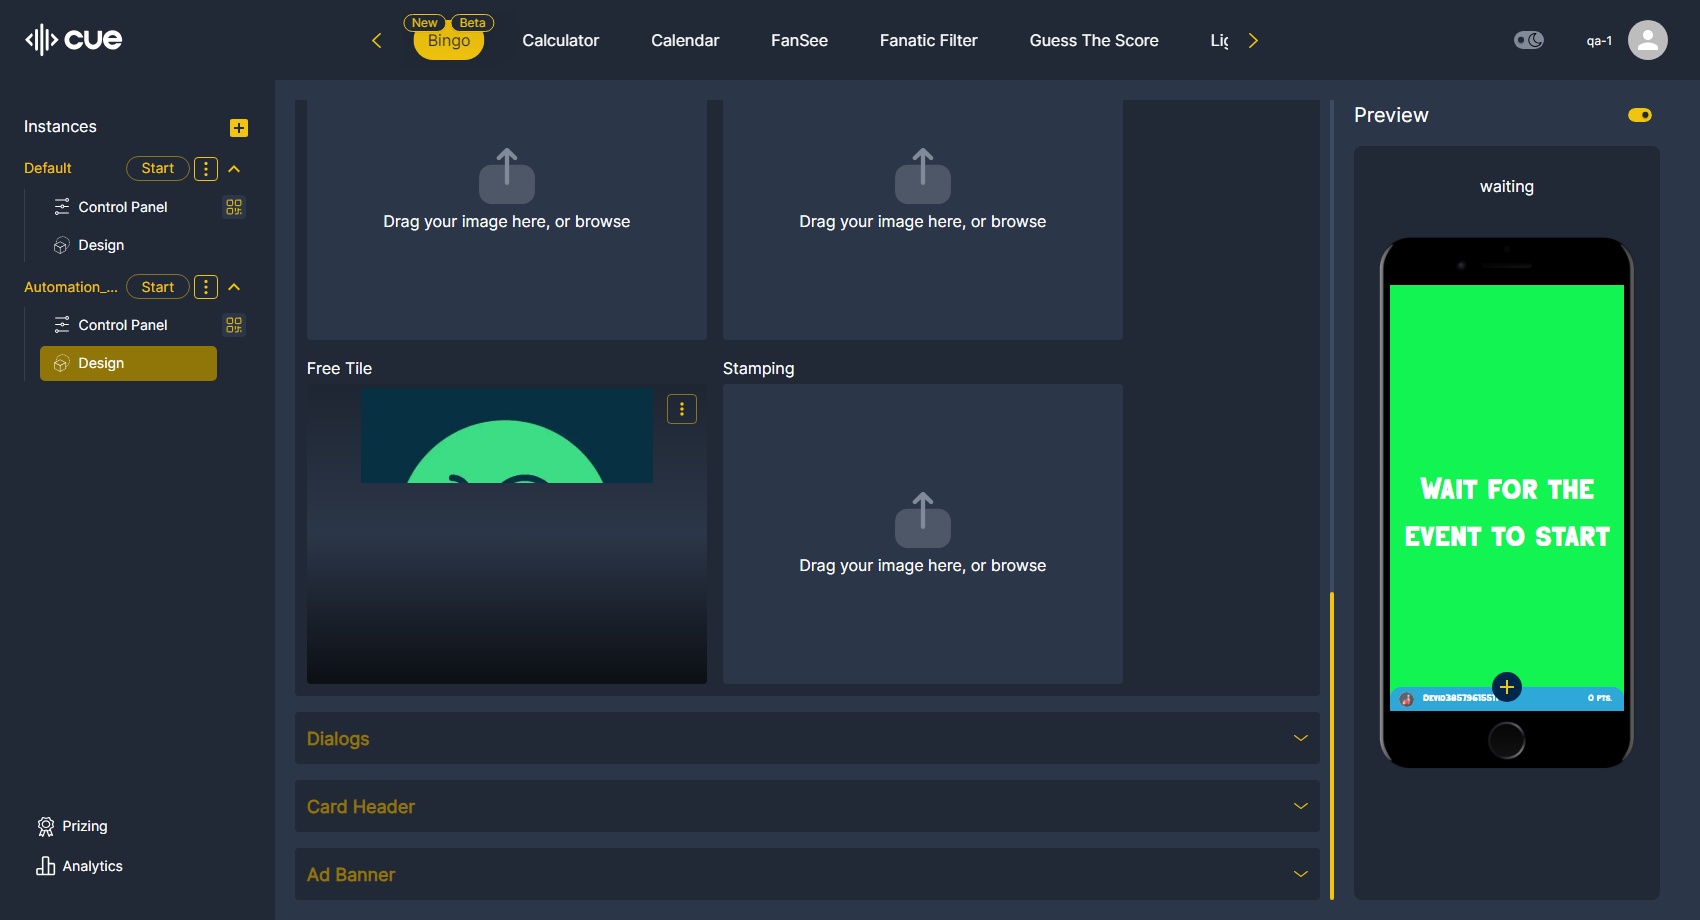 cue
New
Beta
Bingo
Calculator
Calendar
FanSee
Fanatic Filter
Guess The Score
qa-1
Instances
Default
Start
Control Panel
Design
Automation_...
Start
Control Panel
Design
Prizing
Analytics
Drag your image here, or browse
Drag your image here, or browse
Free Tile
Stamping
Drag your image here, or browse
Dialogs
Card Header
Ad Banner
Preview
waiting
Wait for the
event to start
0 pts.